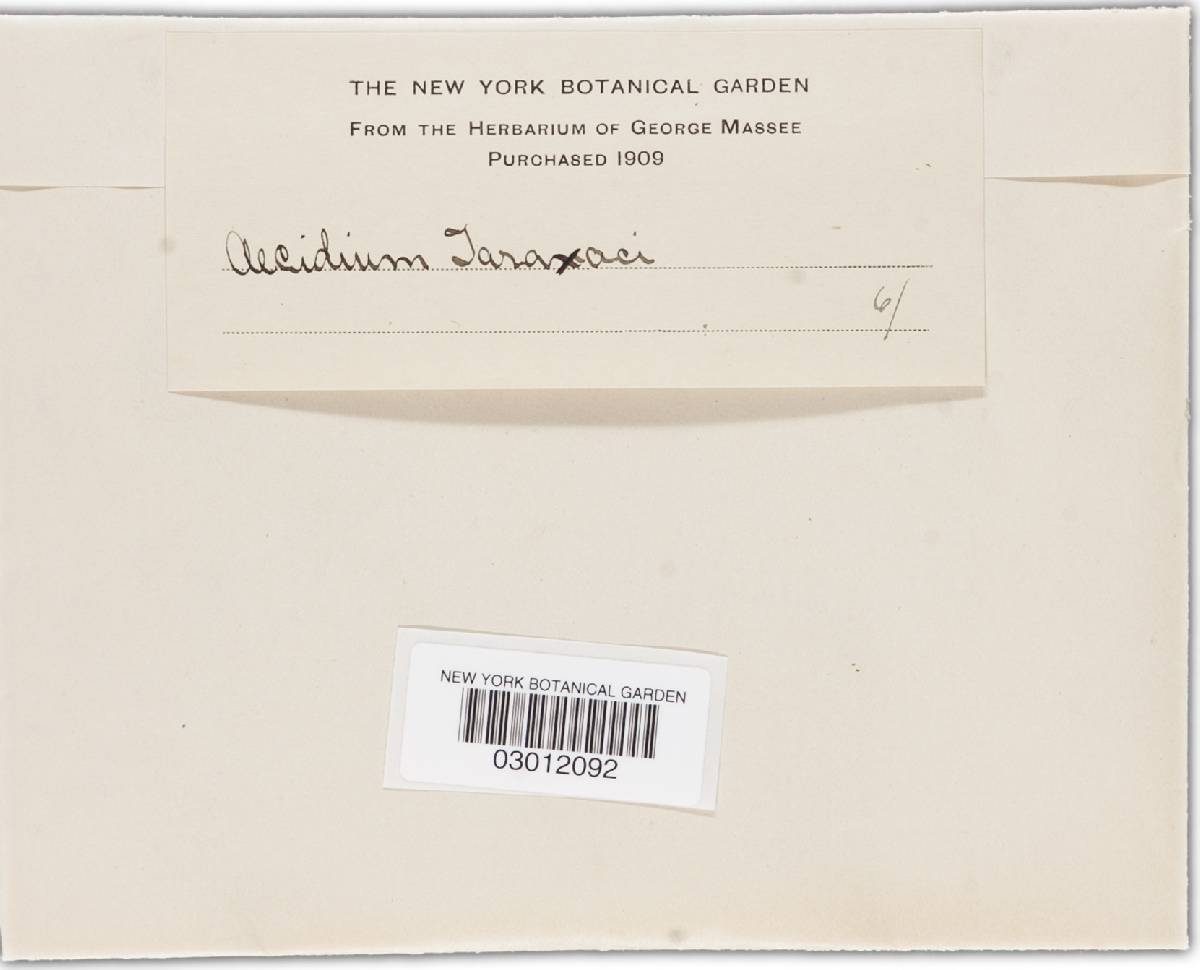 THE NEW YORK BOTANICAL GARDEN
FROM THE HERBARIUM OF GEORGE MASSEE
PURCHASED 1909
Aecidium Taraxaci
6/
NEW YORK BOTANICAL GARDEN
03012092